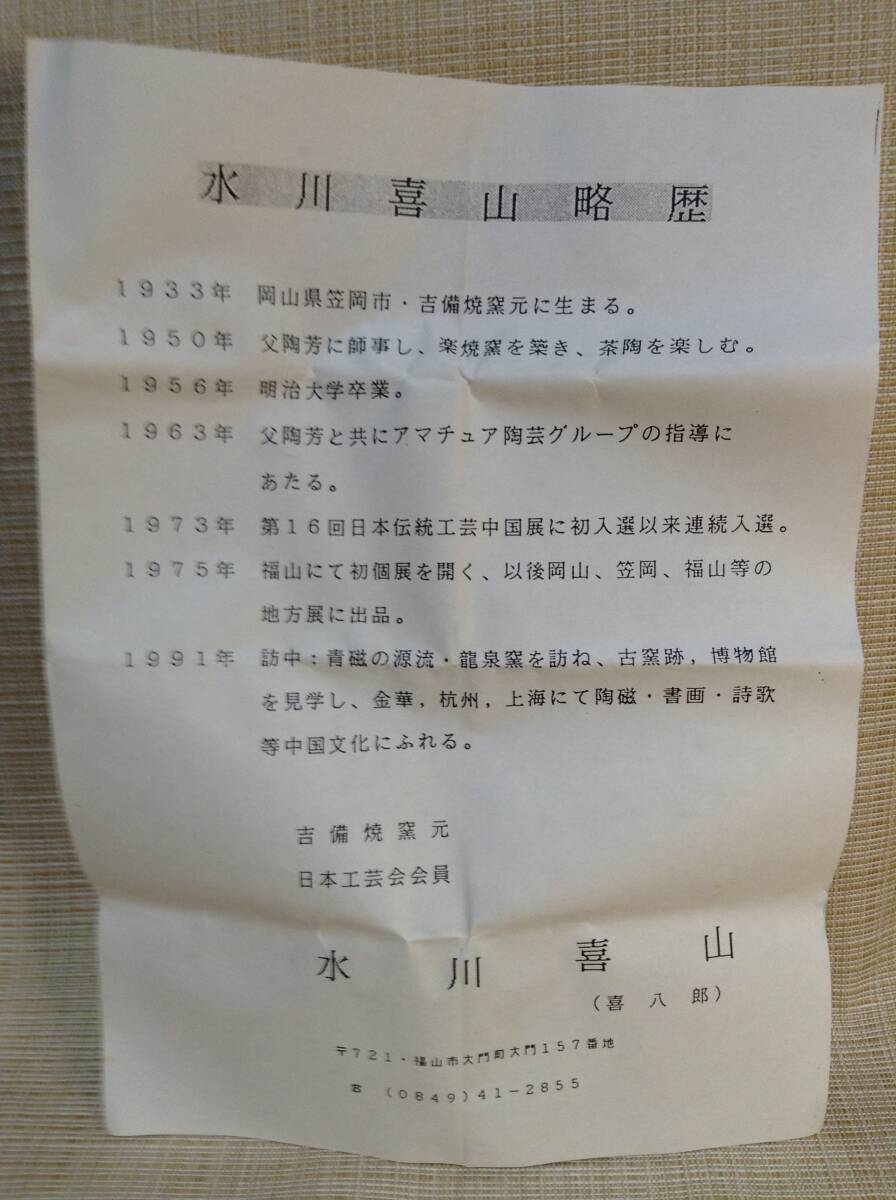 水川喜山略歴
1933年 岡山県笠岡市・吉備焼窯元に生まる。
1950年 父陶芳に師事し、楽焼窯を築き、茶陶を楽しむ。
1956年 明治大学卒業。
1963年 父陶芳と共にアマチュア陶芸グループの指導に
あたる。
1973年 第16回日本伝統工芸中国展に初入選以来連続入選。
1975年 福山にて初個展を開く、以後岡山、笠岡、福山等の
地方展に出品。
1991年 訪中：青磁の源流・龍泉窯を訪ね、古窯跡，博物館
を見学し、金華，杭州，上海にて陶磁・書画・詩歌
等中国文化にふれる。
吉備焼窯元
日本工芸会会員
水川喜山
（喜八郎）
〒721・福山市大門町大門157番地
☎ (0849)41-2855